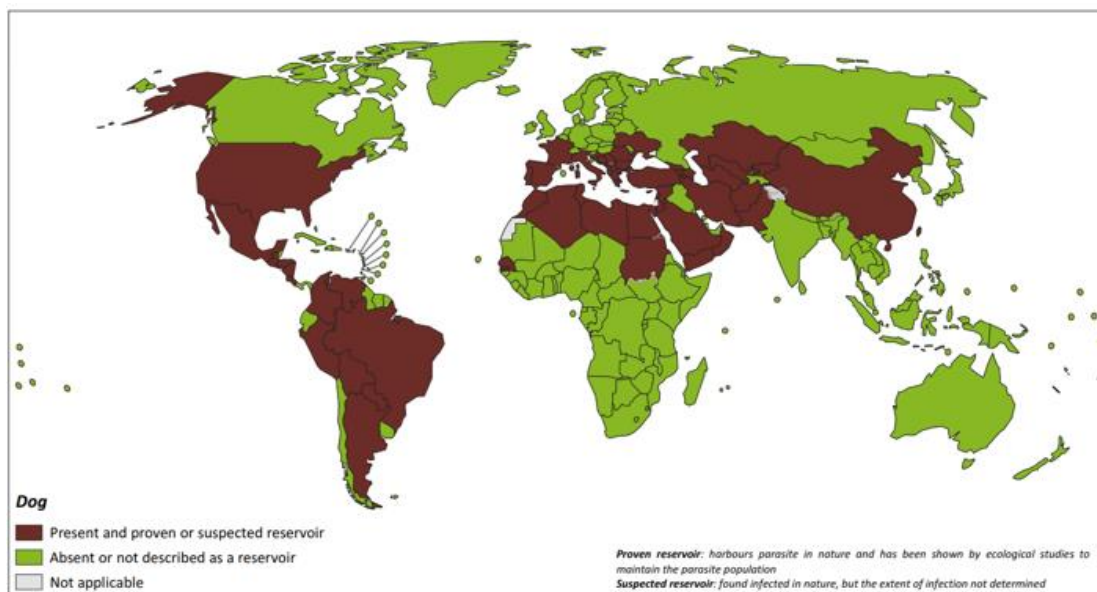 Dog
Present and proven or suspected reservoir
Absent or not described as a reservoir
Not applicable
Proven reservoir: harbours parasite in nature and has been shown by ecological studies to
maintain the parasite population
Suspected reservoir: found infected in nature, but the extent of infection not determined